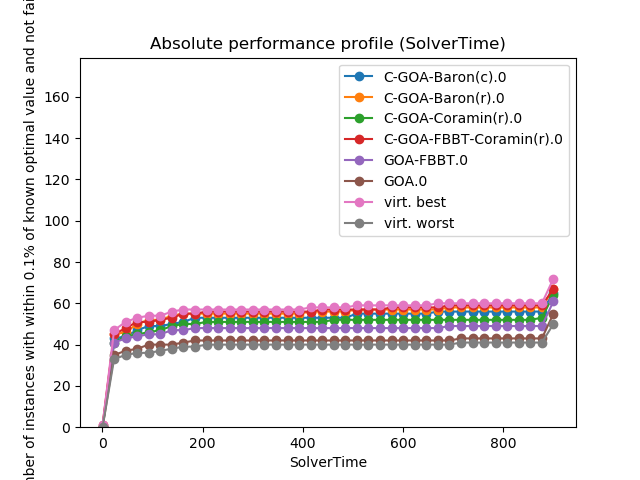 Absolute performance profile (SolverTime)
of instances with within 0.1% of known optimal value and not
160
140
120
100
80
60
40
20
0
0 200 400 600 800
SolverTime
C-GOA-Baron(c).0
C-GOA-Baron(r).0
C-GOA-Coramin(r).0
C-GOA-FBBT-Coramin(r).0
GOA-FBBT.0
GOA.0
virt. best
virt. worst